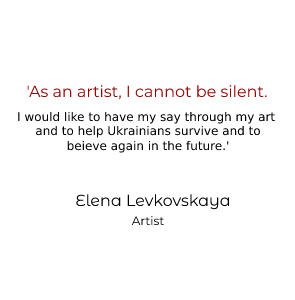 'As an artist, I cannot be silent.
I would like to have my say through my art
and to help Ukrainians survive and to
beieve again in the future.'
Elena Levkovskaya
Artist